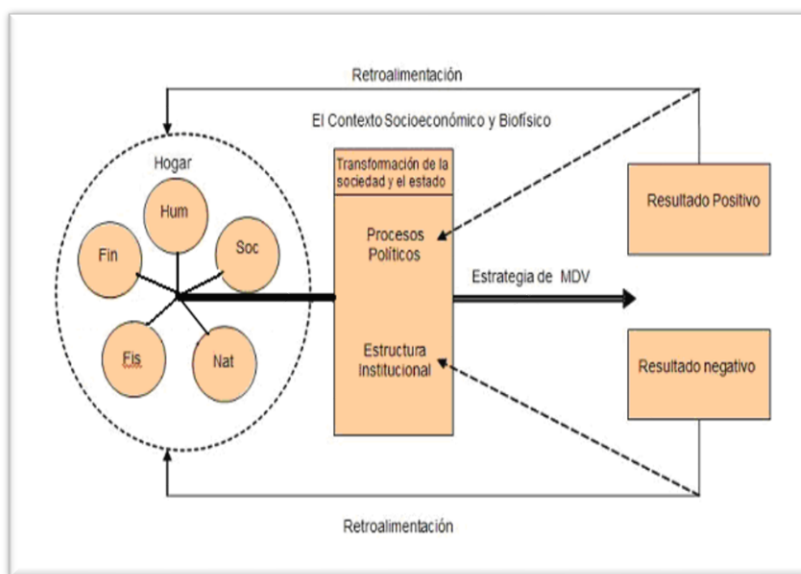 Retroalimentación
El Contexto Socioeconómico y Biofísico
Hogar
Hum
Fin
Soc
Fis
Nat
Transformación de la
sociedad y el estado
Procesos
Políticos
Estructura
Institucional
Estrategia de MDV
Resultado Positivo
Resultado negativo
Retroalimentación